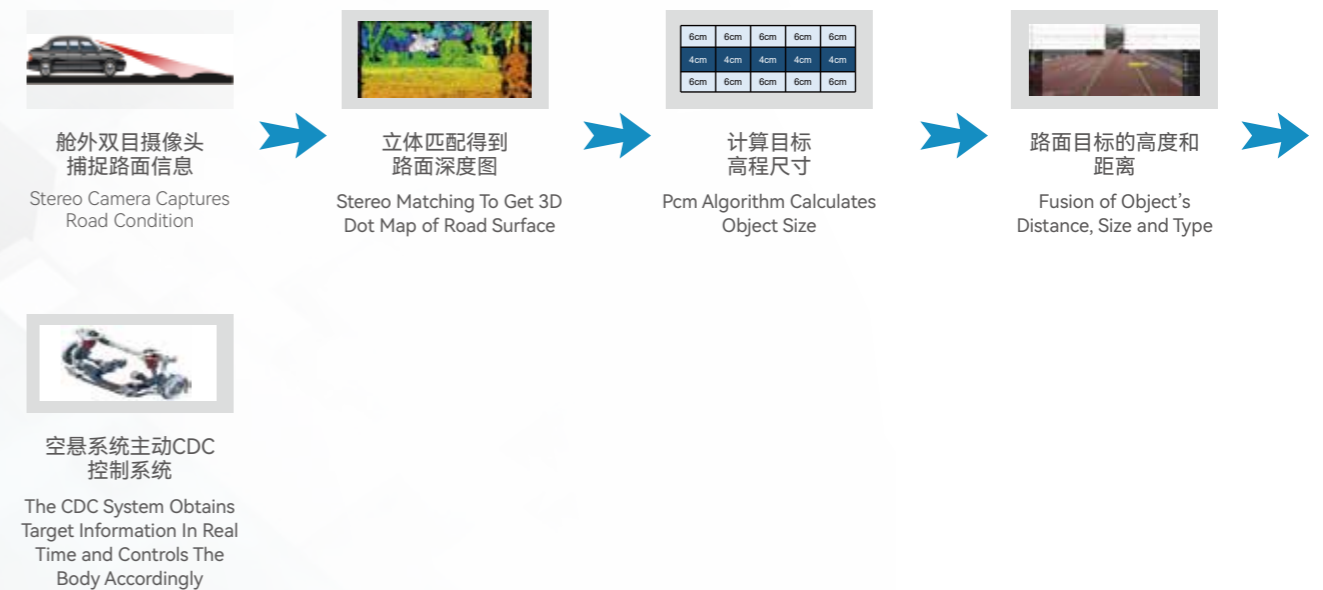 舱外双目摄像头
捕捉路面信息
Stereo Camera Captures
Road Condition
立体匹配得到
路面深度图
Stereo Matching To Get 3D
Dot Map of Road Surface
6cm 6cm 6cm 6cm 6cm
4cm 4cm 4cm 4cm 4cm
6cm 6cm 6cm 6cm 6cm
计算目标
高程尺寸
Pcm Algorithm Calculates
Object Size
路面目标的高度和
距离
Fusion of Object’s
Distance, Size and Type
空悬系统主动CDC
控制系统
The CDC System Obtains
Target Information In Real
Time and Controls The
Body Accordingly